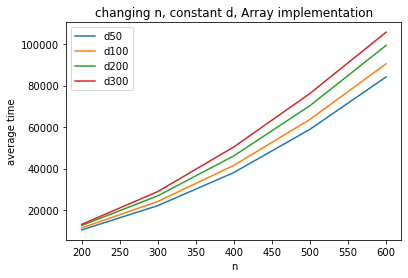 changing n, constant d, Array implementation
d50
d100
d200
d300
average time
100000
80000
60000
40000
20000
200 250 300 350 400 450 500 550 600
n